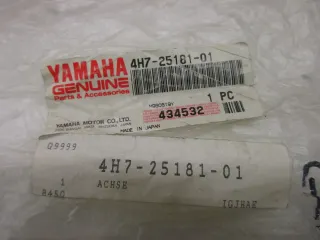 YAMAHA 4H7-25181-01
GENUINE
Parts & Accessories
1 PC
YAMAHA MOTOR CO., LTD. 434532
MADE IN JAPAN
Q9999
4H7-25181-01
1 ACHSE